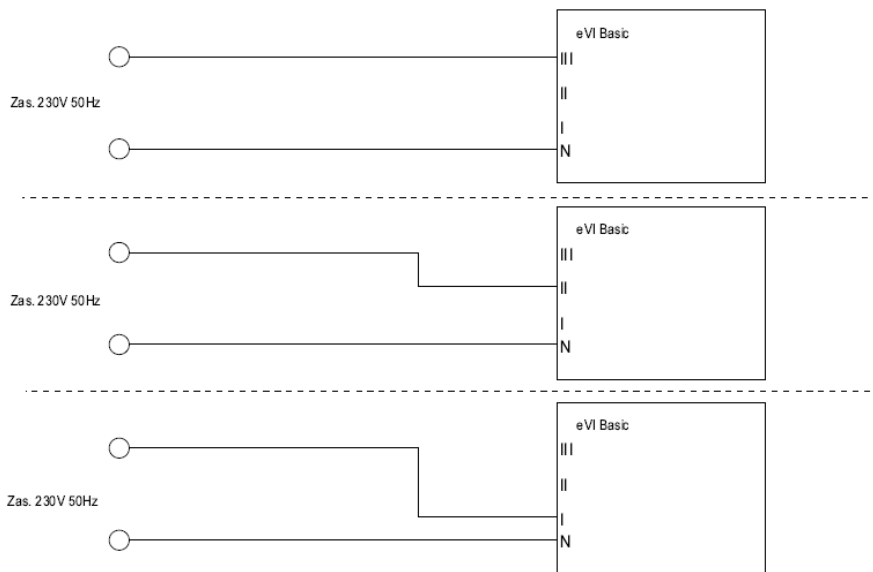 eVI Basic
III
Zas. 230V 50Hz
II
I
N
eVI Basic
III
Zas. 230V 50Hz
II
I
N
eVI Basic
III
II
Zas. 230V 50Hz
I
N